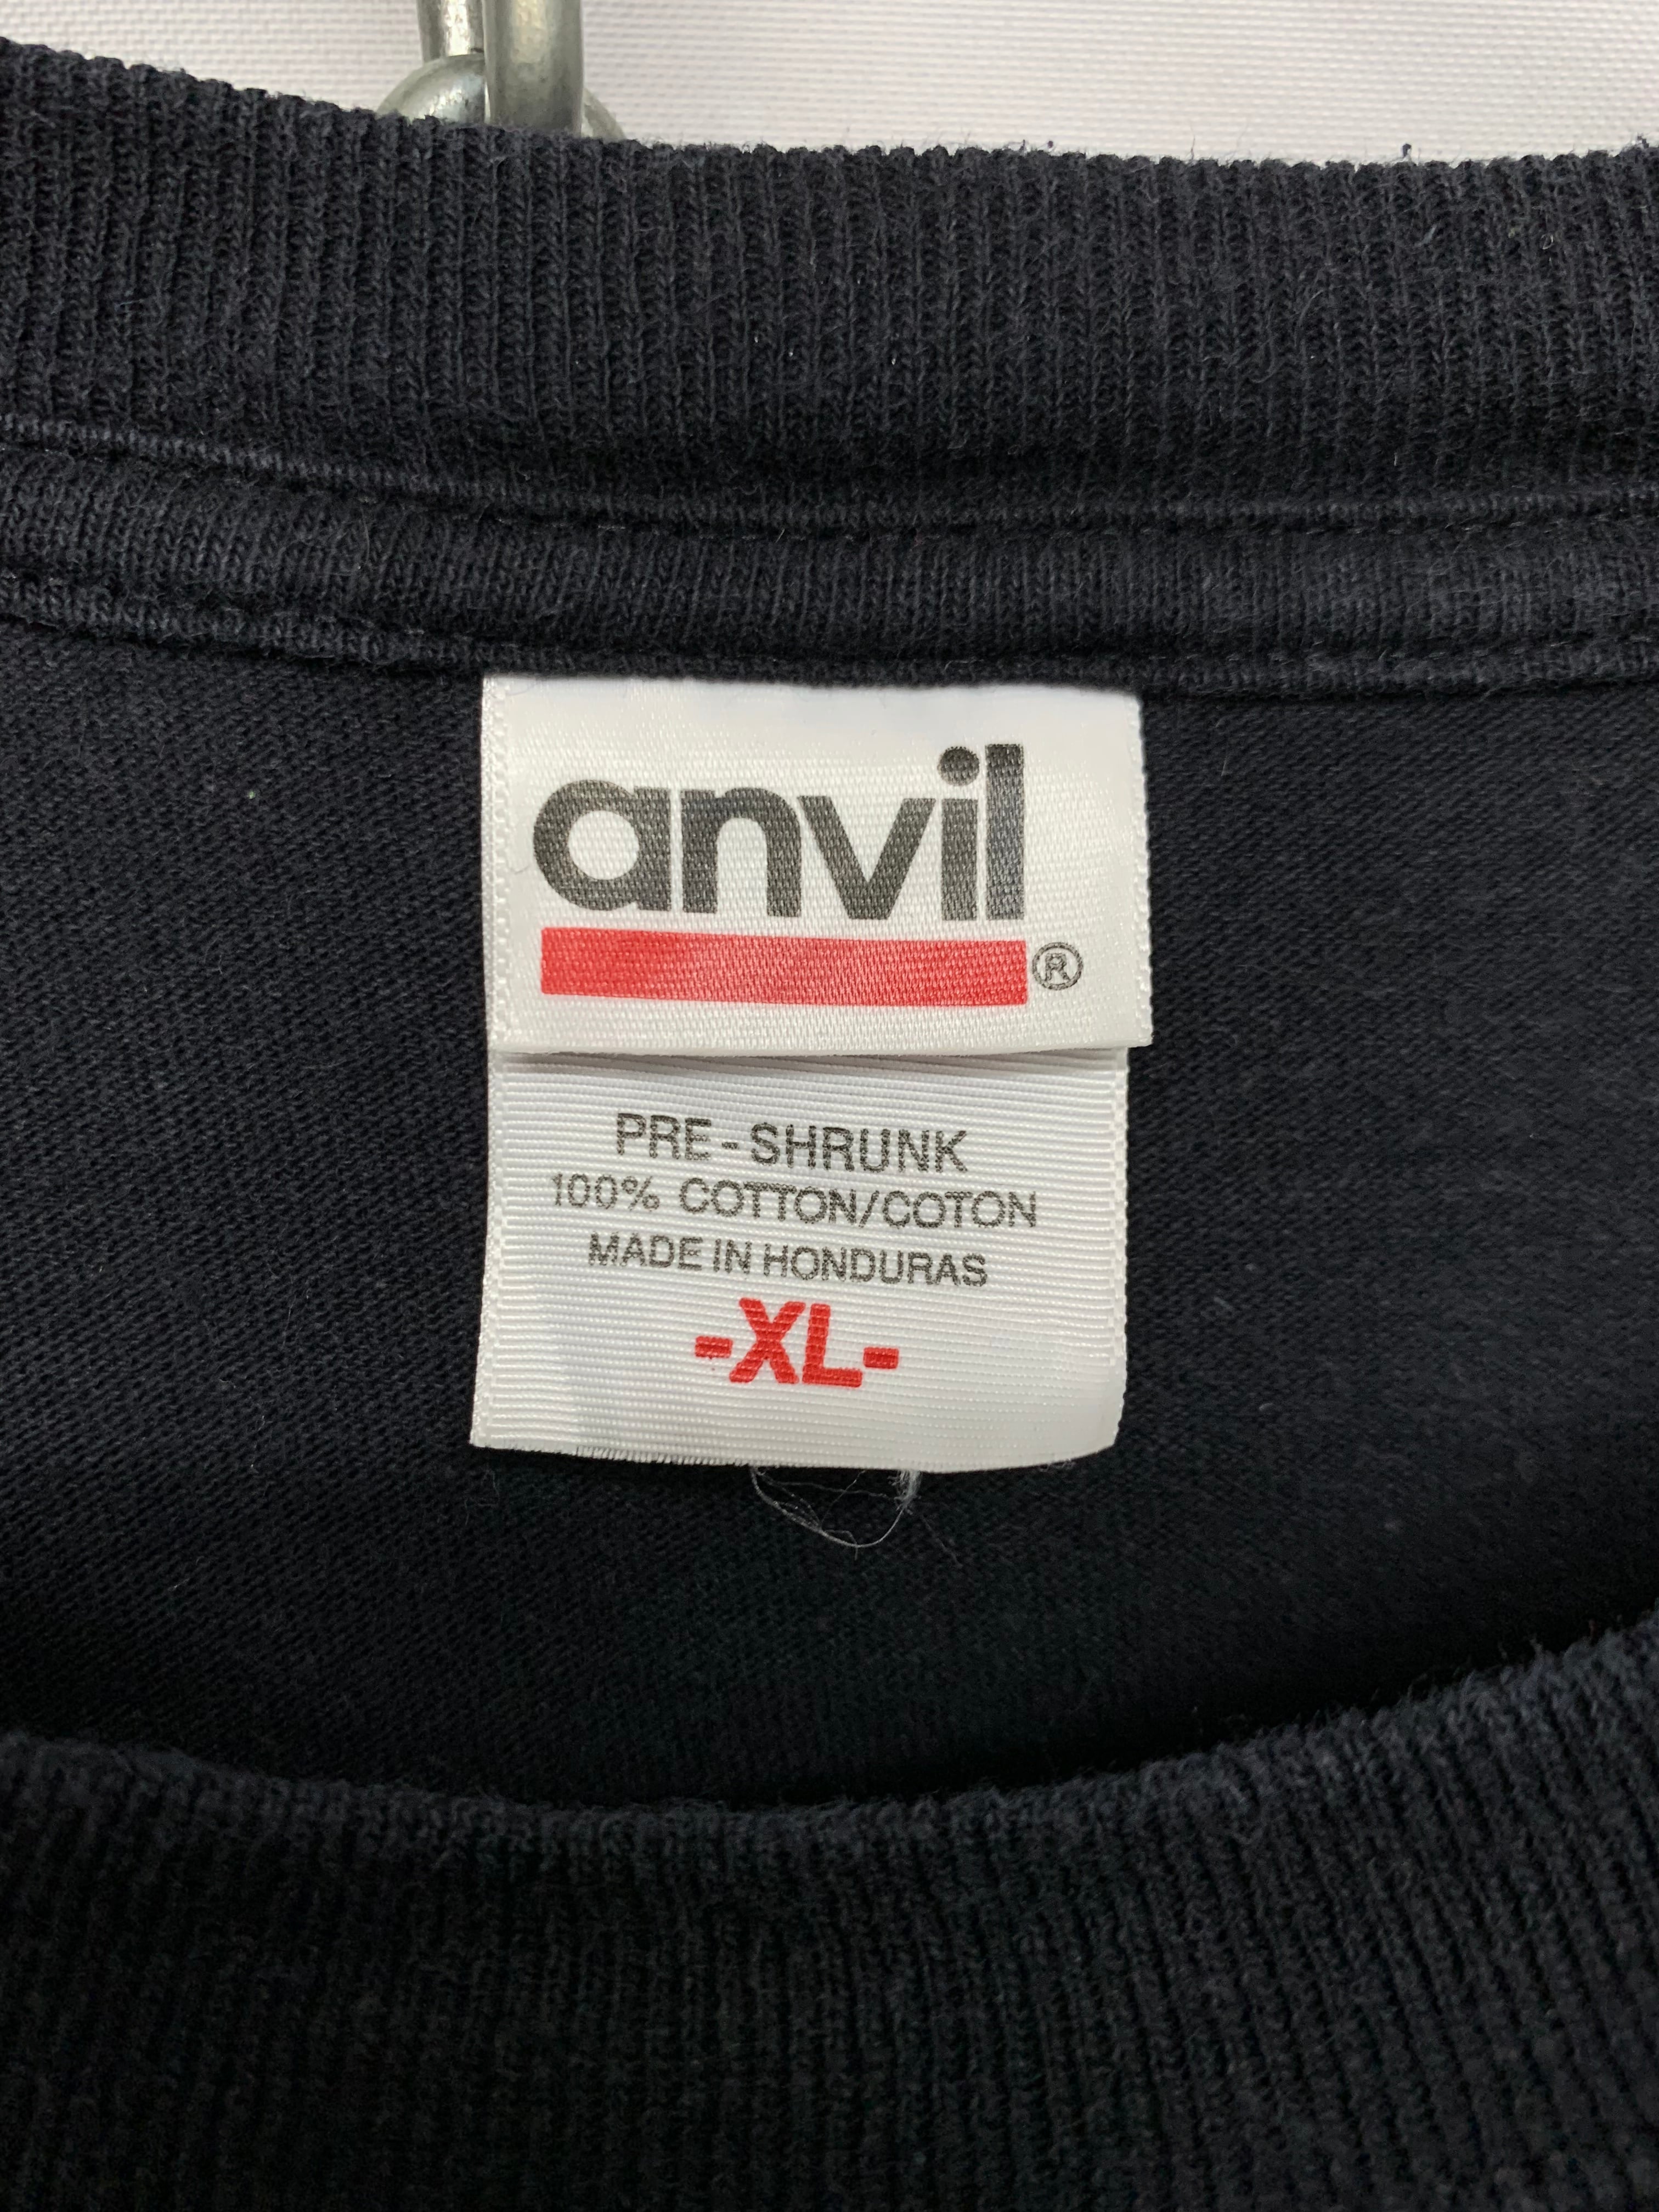 anvil
®
PRE-SHRUNK
100% COTTON/COTON
MADE IN HONDURAS
-XL-